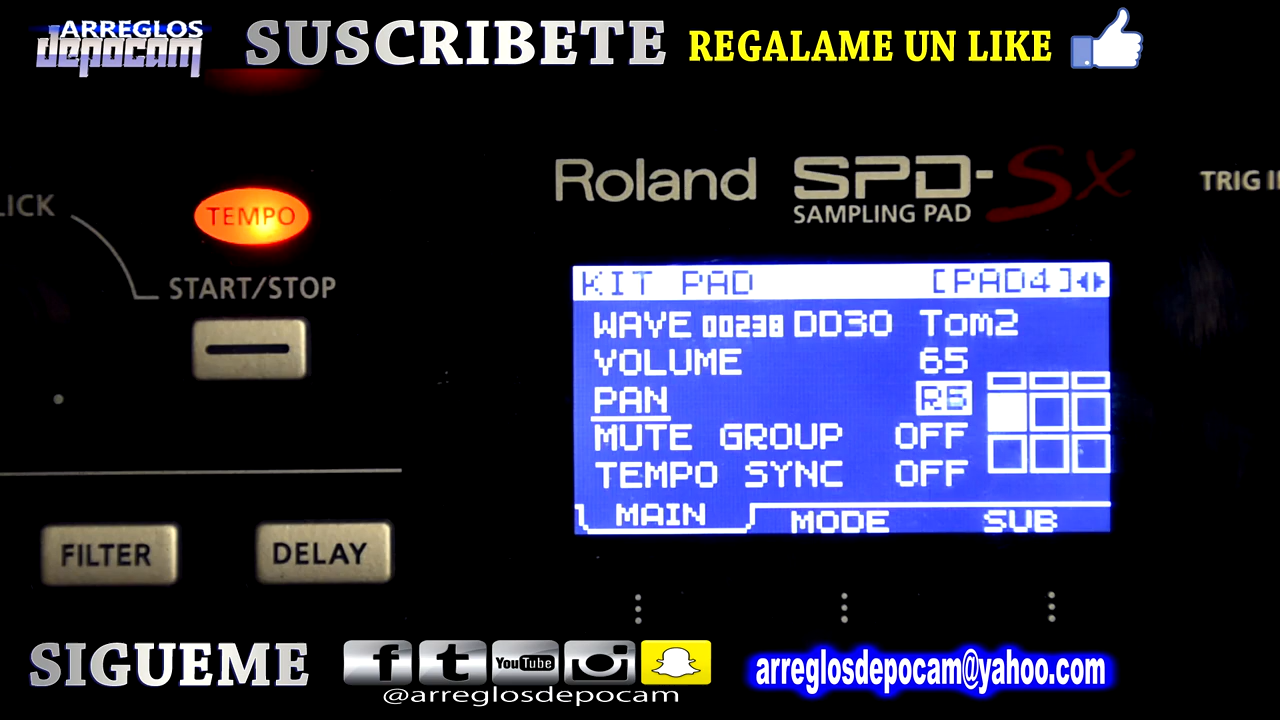 ARREGLOS
depocam
SUSCRIBETE
REGALAME UN LIKE
Roland SPD-SX
SAMPLING PAD
LICK
TEMPO
START/STOP
KIT PAD [PAD4]
WAVE 00238 DD30 Tom2
VOLUME 65
PAN R5
MUTE GROUP OFF
TEMPO SYNC OFF
MAIN MODE SUB
FILTER DELAY
SIGUEME
f t YouTube
@arreglosdepocam
arreglosdepocam@yahoo.com